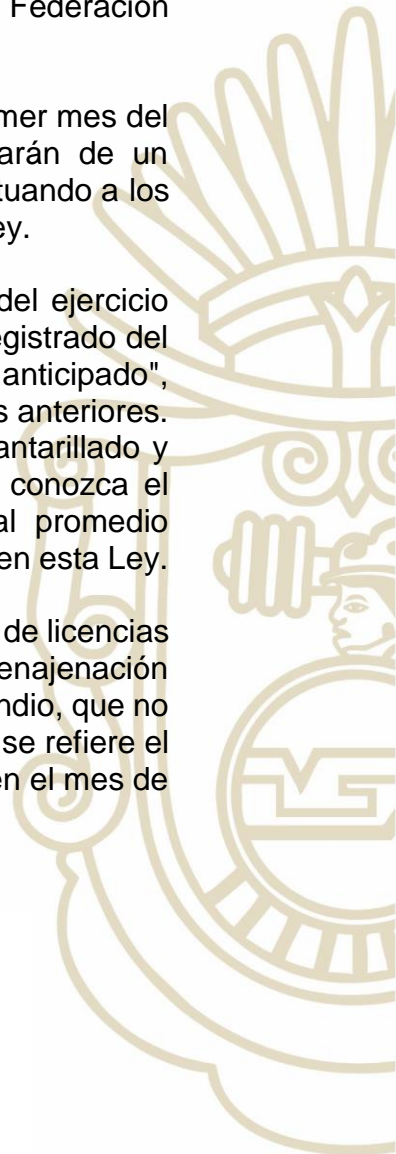 Federación
mer mes del
arán de un
tuando a los
ey.
del ejercicio
egistrado del
anticipado",
s anteriores.
antarillado y
conozca el
al promedio
en esta Ley.
de licencias
enajenación
ndio, que no
se refiere el
en el mes de